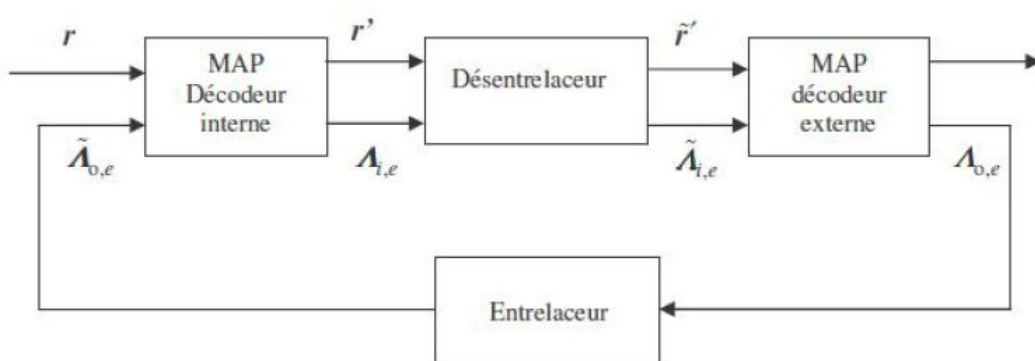 r
MAP
Décodeur
interne
r’
Désentrelaceur
r̃′
MAP
décodeur
externe
Λ̃o,e
Λi,e
Λ̃i,e
Λo,e
Entrelaceur